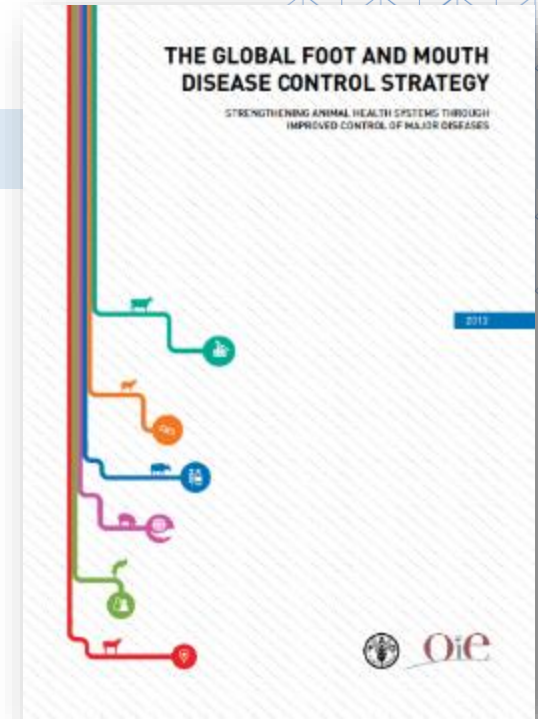 THE GLOBAL FOOT AND MOUTH
DISEASE CONTROL STRATEGY
STRENGTHENING ANIMAL HEALTH SYSTEMS THROUGH
IMPROVED CONTROL OF MAJOR DISEASES
2012
OiE